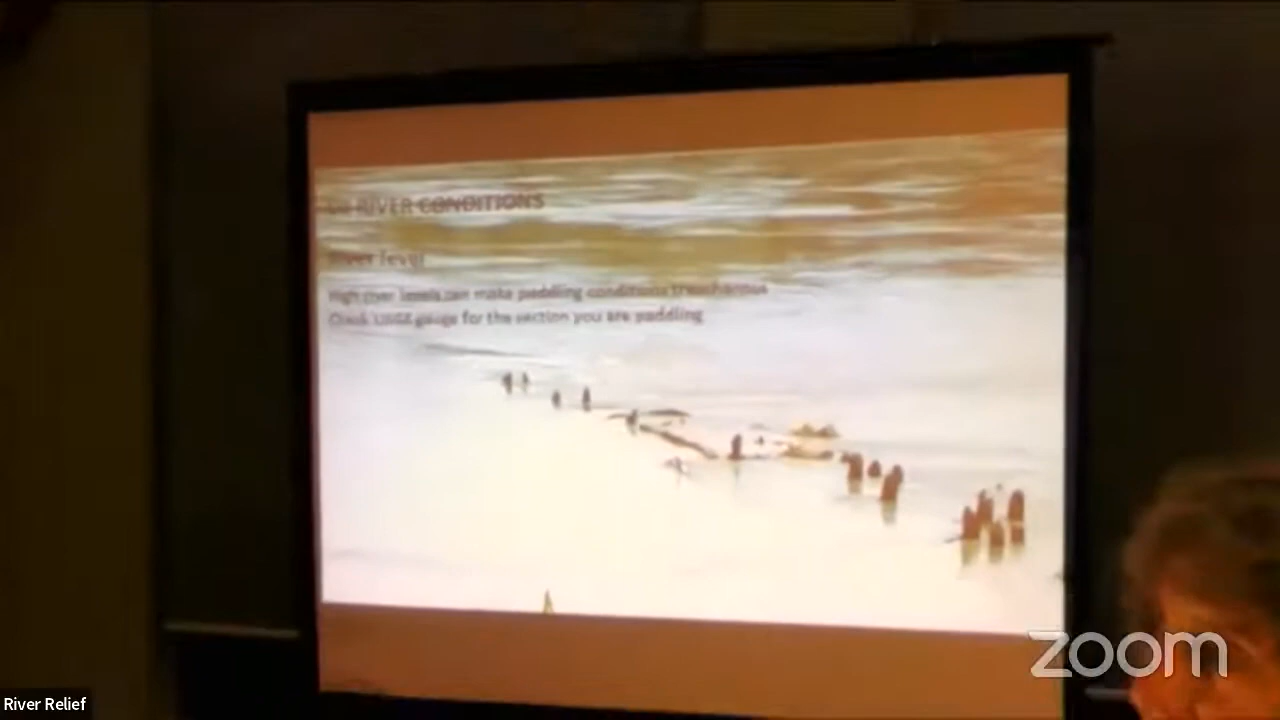 RIVER CONDITIONS
River level
High river levels can make paddling conditions treacherous
Check USGS gauge for the section you are paddling
zoom
River Relief